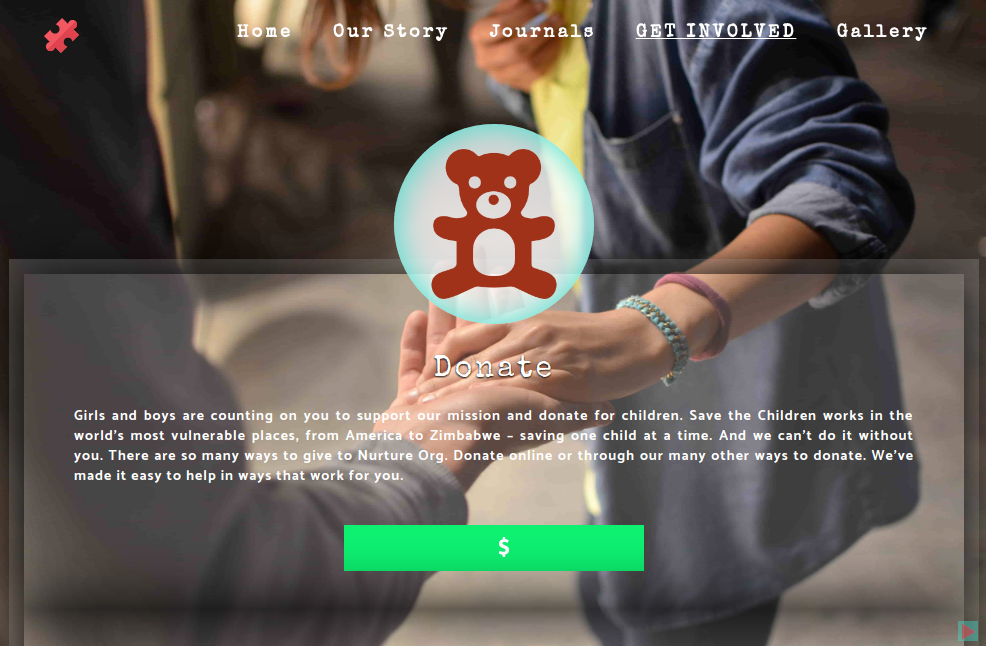 Home Our Story Journals GET INVOLVED Gallery
Donate
Girls and boys are counting on you to support our mission and donate for children. Save the Children works in the
world's most vulnerable places, from America to Zimbabwe – saving one child at a time. And we can't do it without
you. There are so many ways to give to Nurture Org. Donate online or through our many other ways to donate. We've
made it easy to help in ways that work for you.
$